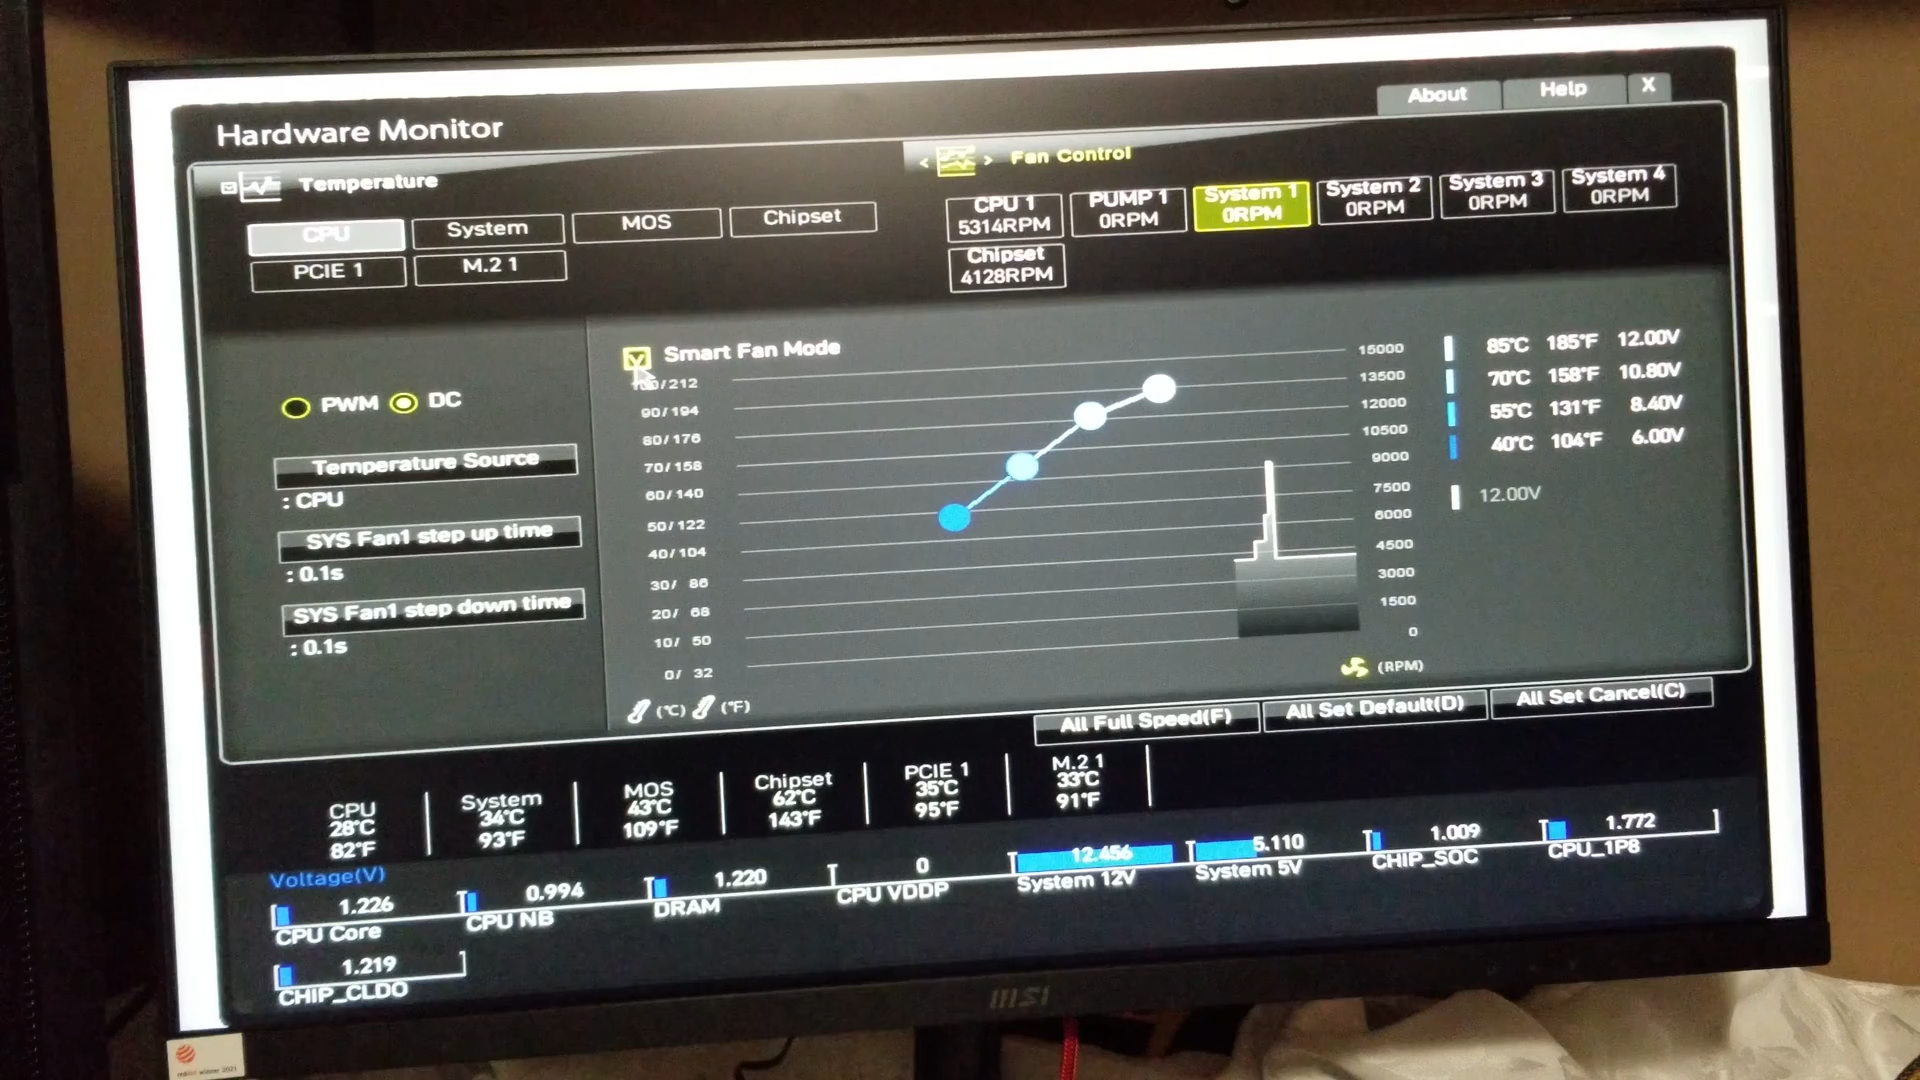 About
Help
X
Hardware Monitor
Temperature
Fan Control
CPU
System
MOS
Chipset
PCIE 1
M.2 1
CPU 1
5314RPM
PUMP 1
0RPM
System 1
0RPM
System 2
0RPM
System 3
0RPM
System 4
0RPM
Chipset
4128RPM
PWM
DC
Temperature Source
: CPU
SYS Fan1 step up time
: 0.1s
SYS Fan1 step down time
: 0.1s
Smart Fan Mode
100/212
90/194
80/176
70/158
60/140
50/122
40/104
30/ 86
20/ 68
10/ 50
0/ 32
(°C)
(°F)
15000
13500
12000
10500
9000
7500
6000
4500
3000
1500
0
(RPM)
85°C 185°F 12.00V
70°C 158°F 10.80V
55°C 131°F 8.40V
40°C 104°F 6.00V
12.00V
All Full Speed(F)
All Set Default(D)
All Set Cancel(C)
CPU
28°C
82°F
System
34°C
93°F
MOS
43°C
109°F
Chipset
62°C
143°F
PCIE 1
35°C
95°F
M.2 1
33°C
91°F
Voltage(V)
1.226
CPU Core
0.994
CPU NB
1.220
DRAM
0
CPU VDDP
12.456
System 12V
5.110
System 5V
1.009
CHIP_SOC
1.772
CPU_1P8
1.219
CHIP_CLDO
msi